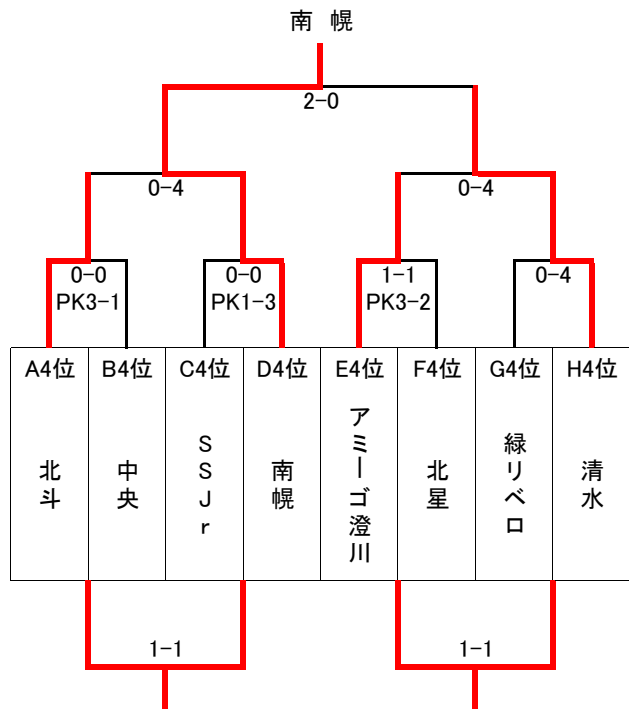 南 幌
2-0
0-4
0-4
0-0
PK3-1
0-0
PK1-3
1-1
PK3-2
0-4
A4位 B4位 C4位 D4位 E4位 F4位 G4位 H4位
北斗
中央
SSJr
南幌
アミーゴ澄川
北星
緑リベロ
清水
1-1
1-1